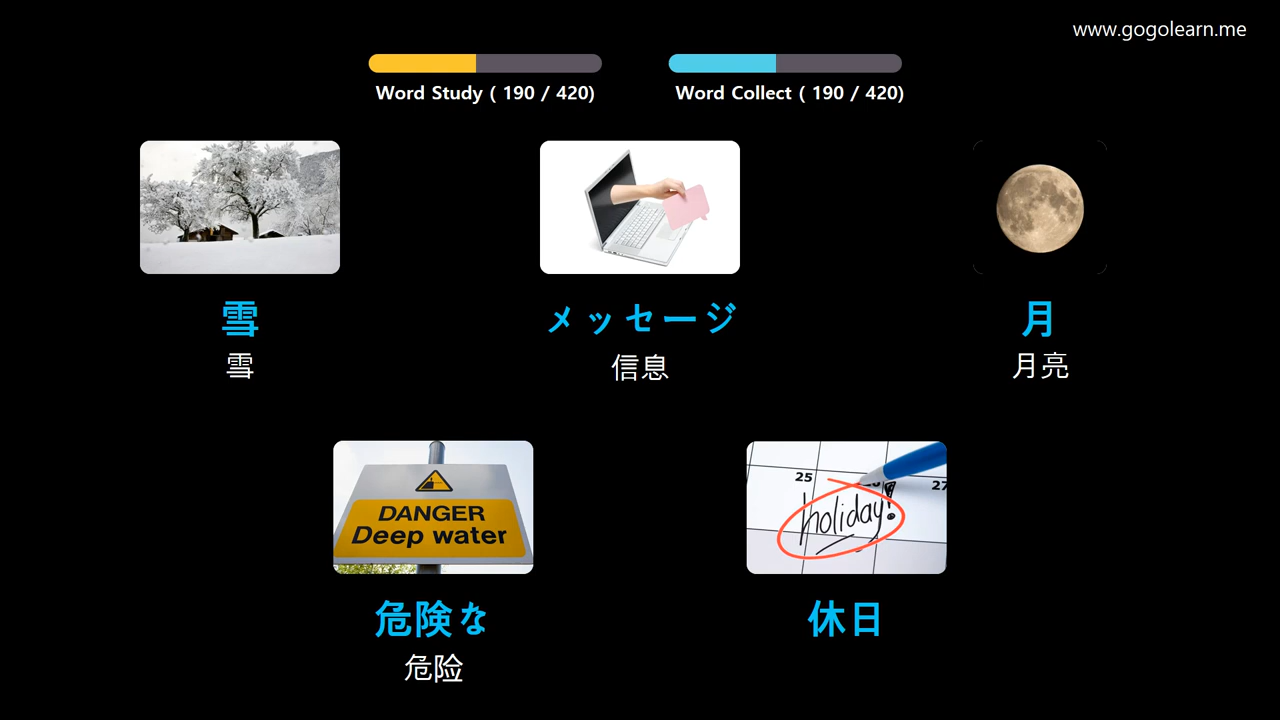 www.gogolearn.me
Word Study ( 190 / 420)
Word Collect ( 190 / 420)
雪
雪
メッセージ
信息
月
月亮
DANGER
Deep water
危険な
危险
25
27
holiday!
休日